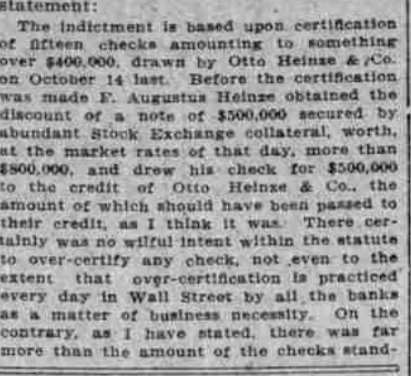 statement:
The indictment is based upon certification
of fifteen checks amounting to something
over $400,000, drawn by Otto Heinze & Co.
on October 14 last. Before the certification
was made F. Augustus Heinze obtained the
discount of a note of $500,000 secured by
abundant Stock Exchange collateral, worth,
at the market rates of that day, more than
$800,000, and drew his check for $500,000
to the credit of Otto Heinze & Co., the
amount of which should have been passed to
their credit, as I think it was. There cer-
tainly was no wilful intent within the statute
to over-certify any check, not even to the
extent that over-certification is practiced
every day in Wall Street by all the banks
as a matter of business necessity. On the
contrary, as I have stated, there was far
more than the amount of the checks stand-